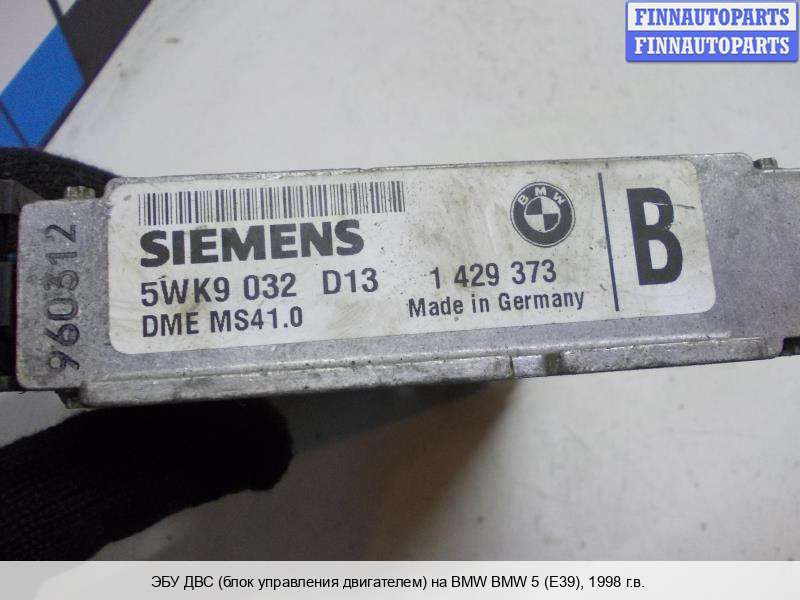 FINNAUTOPARTS
FINNAUTOPARTS
BMW
SIEMENS
B
5WK9 032 D13 1 429 373
DME MS41.0 Made in Germany
960312
ЭБУ ДВС (блок управления двигателем) на BMW BMW 5 (E39), 1998 г.в.